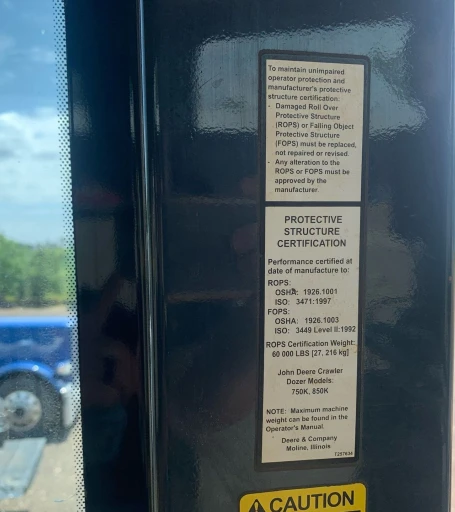 To maintain unimpaired
operator protection and
manufacturer's protective
structure certification:
- Damaged Roll Over
Protective Structure
(ROPS) or Falling Object
Protective Structure
(FOPS) must be replaced,
not repaired or revised.
- Any alteration to the
ROPS or FOPS must be
approved by the
manufacturer.
PROTECTIVE
STRUCTURE
CERTIFICATION
Performance certified at
date of manufacture to:
ROPS:
OSHA: 1926.1001
ISO: 3471:1997
FOPS:
OSHA: 1926.1003
ISO: 3449 Level II:1992
ROPS Certification Weight:
60 000 LBS [27, 216 kg]
John Deere Crawler
Dozer Models:
750K, 850K
NOTE: Maximum machine
weight can be found in the
Operator's Manual.
Deere & Company
Moline, Illinois
CAUTION